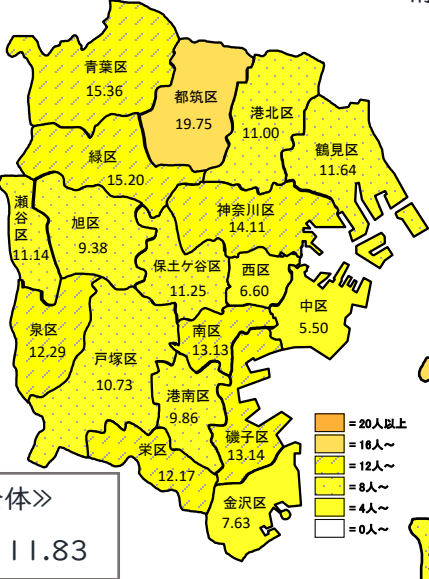 青葉区
15.36
都筑区
19.75
港北区
11.00
鶴見区
11.64
緑区
15.20
神奈川区
14.11
瀬谷区
11.14
旭区
9.38
保土ケ谷区
11.25
西区
6.60
中区
5.50
泉区
12.29
戸塚区
10.73
南区
13.13
港南区
9.86
磯子区
13.14
栄区
12.17
金沢区
7.63
=20人以上
=16人~
=12人~
=8人~
=4人~
=0人~
体≫
11.83